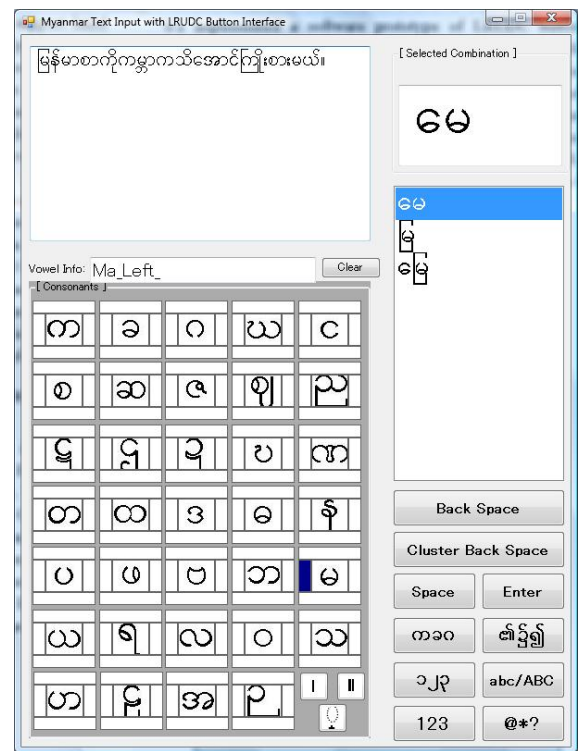 Myanmar Text Input with LRUDC Button Interface
မြန်မာစာကိုကမ္ဘာကသိအောင်ကြိုးစားမယ်။
[ Selected Combination ]
မေ
မေ
မြ
မြေ
Vowel Info: Ma_Left_
Clear
[ Consonants ]
က ခ ဂ ဃ င
စ ဆ ဇ ဈ ည
ဋ ဌ ဍ ဎ ဏ
တ ထ ဒ ဓ န်
ပ ဖ ဗ ဘ မ
ယ ရ လ ဝ သ
ဟ ဠ အ ဥ ၊ ။
Back Space
Cluster Back Space
Space Enter
ကခဂ ၏၌၍
၁၂၃ abc/ABC
123 @*?